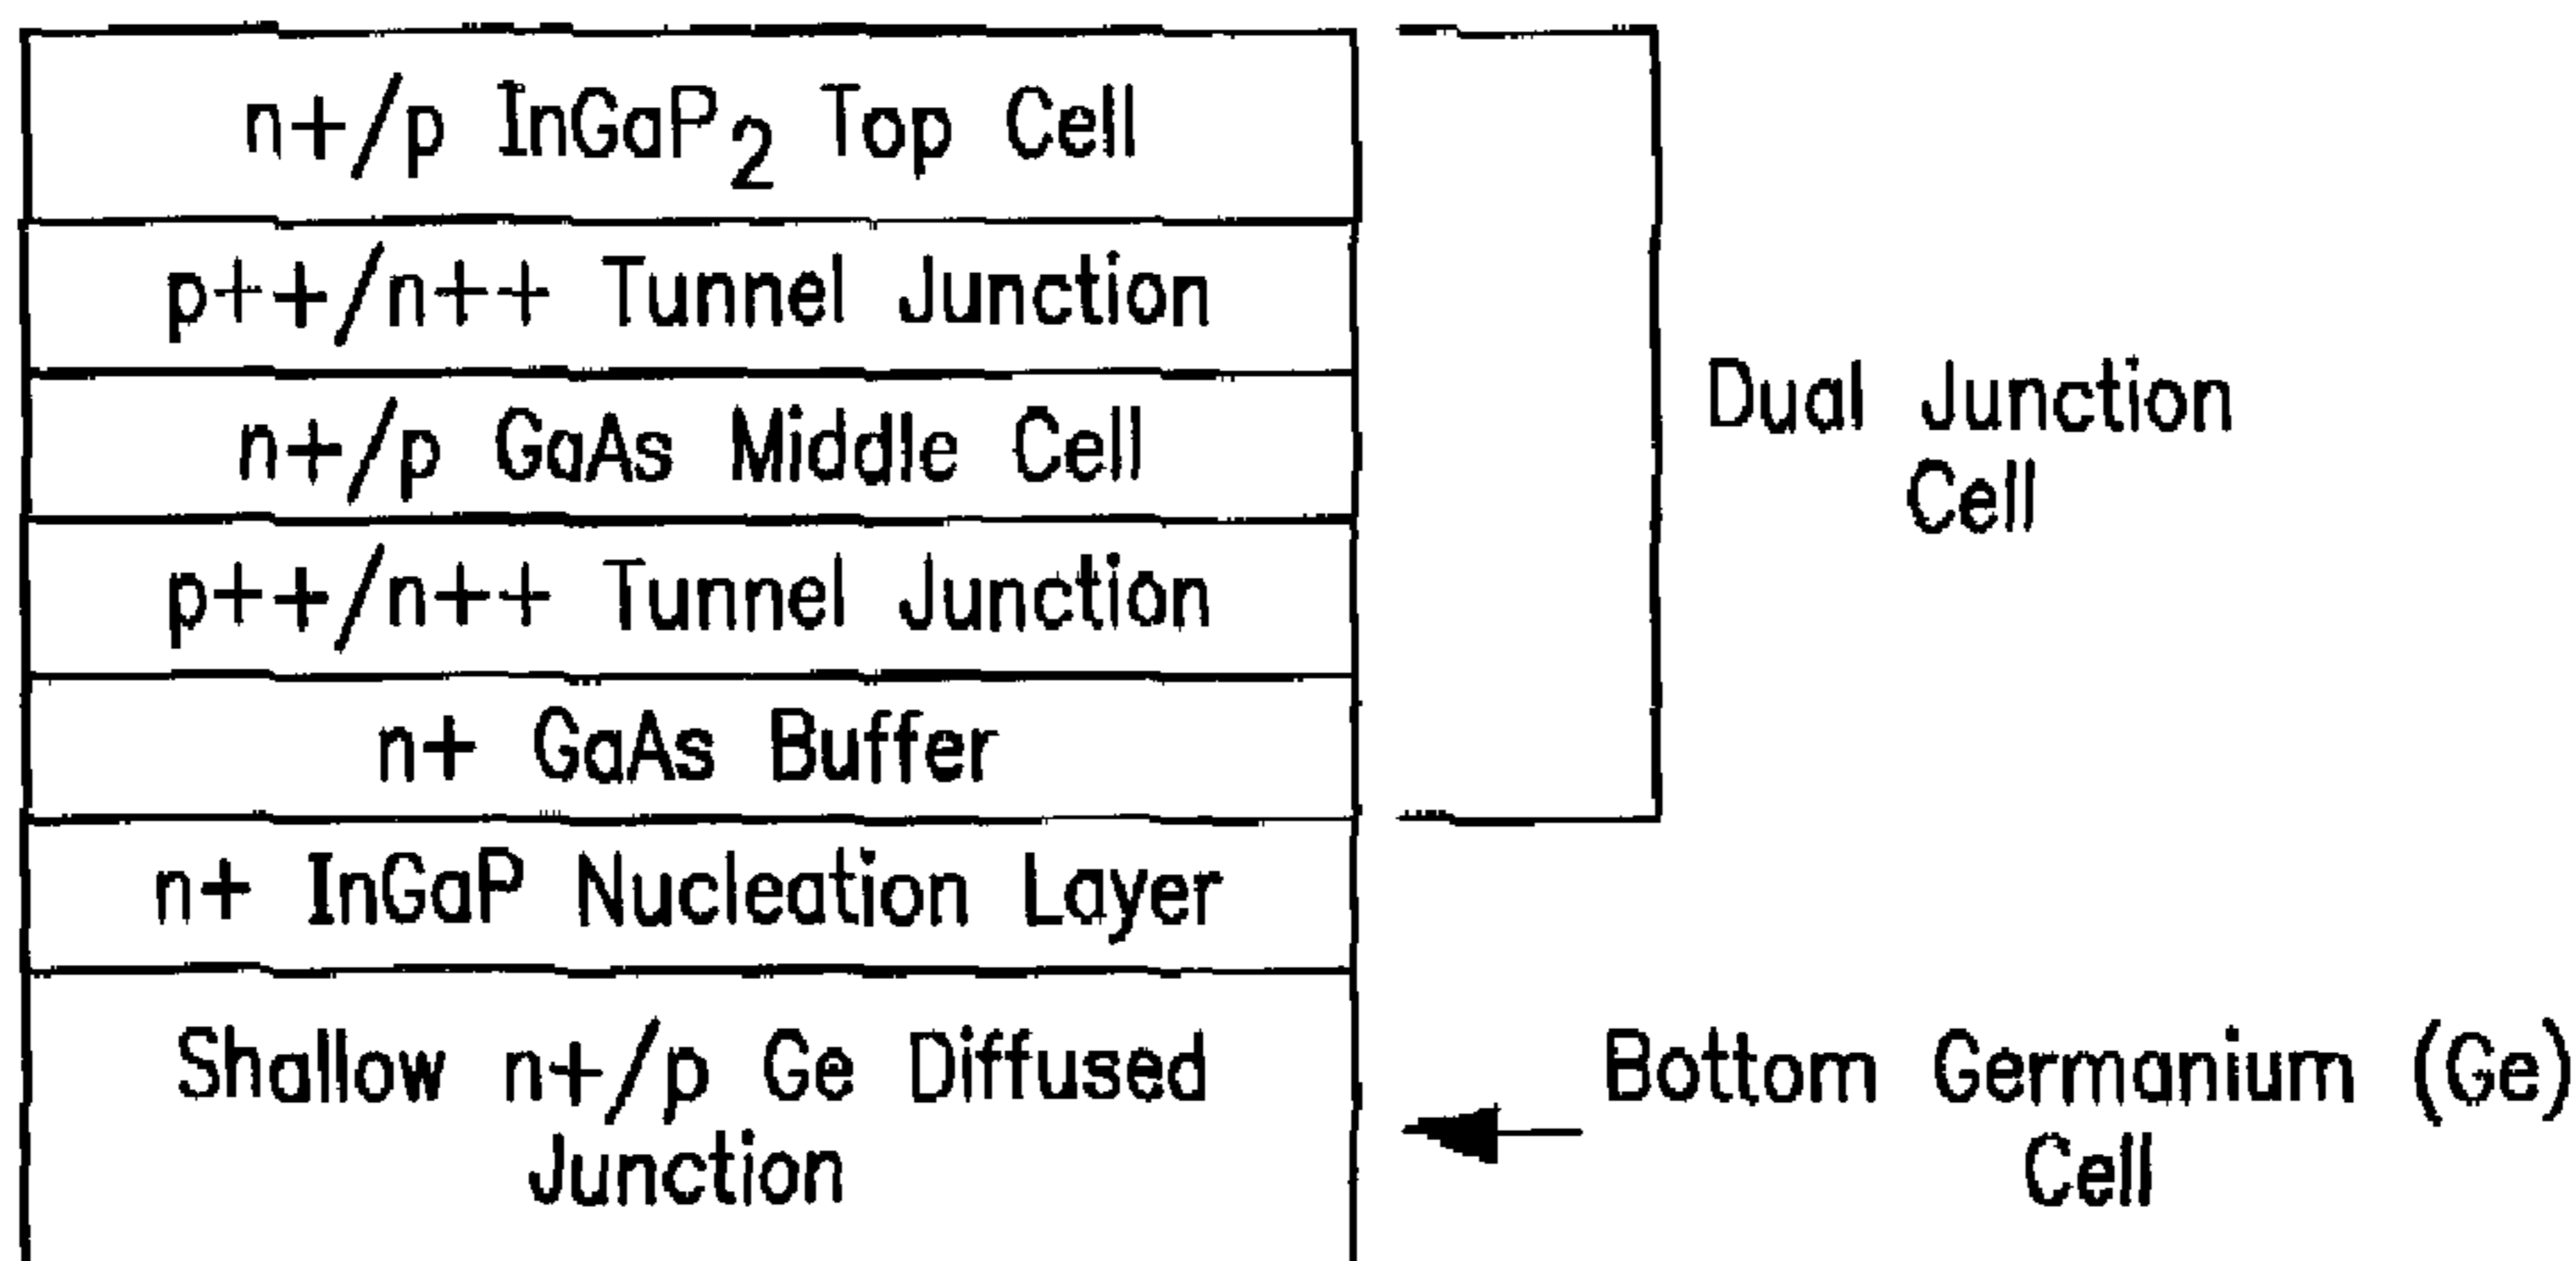 n+/p InGaP2 Top Cell
p++/n++ Tunnel Junction
n+/p GaAs Middle Cell
p++/n++ Tunnel Junction
n+ GaAs Buffer
n+ InGaP Nucleation Layer
Shallow n+/p Ge Diffused
Junction
Dual Junction
Cell
Bottom Germanium (Ge)
Cell